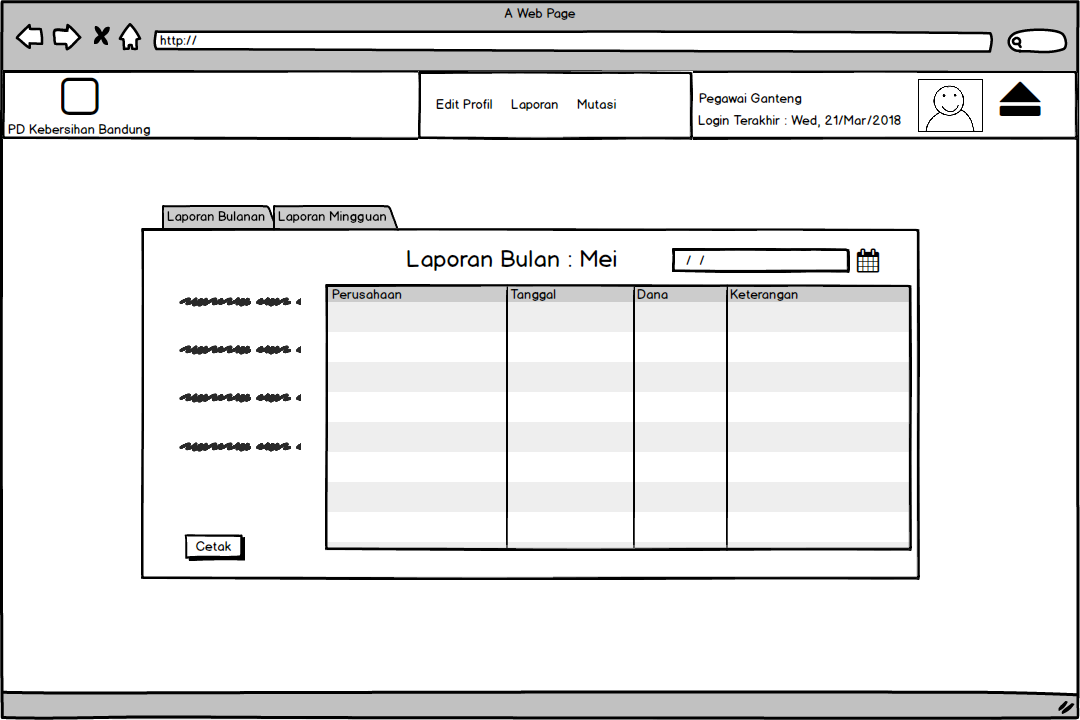 A Web Page
http://
PD Kebersihan Bandung
Edit Profil Laporan Mutasi
Pegawai Ganteng
Login Terakhir : Wed, 21/Mar/2018
Laporan Bulanan Laporan Mingguan
Laporan Bulan : Mei
/ /
Perusahaan Tanggal Dana Keterangan
Cetak